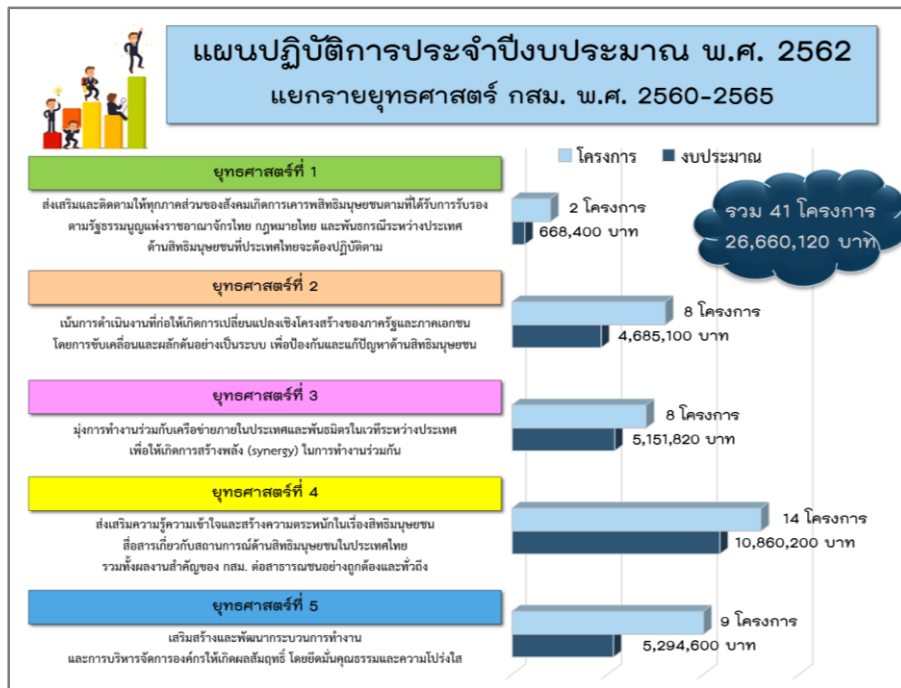 แผนปฏิบัติการประจำปีงบประมาณ พ.ศ. 2562
แยกรายยุทธศาสตร์ กสม. พ.ศ. 2560-2565
โครงการ
งบประมาณ
รวม 41 โครงการ
26,660,120 บาท
ยุทธศาสตร์ที่ 1
ส่งเสริมและติดตามให้ทุกภาคส่วนของสังคมเกิดการเคารพสิทธิมนุษยชนตามที่ได้รับการรับรอง
ตามรัฐธรรมนูญแห่งราชอาณาจักรไทย กฎหมายไทย และพันธกรณีระหว่างประเทศ
ด้านสิทธิมนุษยชนที่ประเทศไทยจะต้องปฏิบัติตาม
2 โครงการ
668,400 บาท
ยุทธศาสตร์ที่ 2
เน้นการดำเนินงานที่ก่อให้เกิดการเปลี่ยนแปลงเชิงโครงสร้างของภาครัฐและภาคเอกชน
โดยการขับเคลื่อนและผลักดันอย่างเป็นระบบ เพื่อป้องกันและแก้ปัญหาด้านสิทธิมนุษยชน
8 โครงการ
4,685,100 บาท
ยุทธศาสตร์ที่ 3
มุ่งการทำงานร่วมกับเครือข่ายภายในประเทศและพันธมิตรในเวทีระหว่างประเทศ
เพื่อให้เกิดการสร้างพลัง (synergy) ในการทำงานร่วมกัน
8 โครงการ
5,151,820 บาท
ยุทธศาสตร์ที่ 4
ส่งเสริมความรู้ความเข้าใจและสร้างความตระหนักในเรื่องสิทธิมนุษยชน
สื่อสารเกี่ยวกับสถานการณ์ด้านสิทธิมนุษยชนในประเทศไทย
รวมทั้งผลงานสำคัญของ กสม. ต่อสาธารณชนอย่างถูกต้องและทั่วถึง
14 โครงการ
10,860,200 บาท
ยุทธศาสตร์ที่ 5
เสริมสร้างและพัฒนากระบวนการทำงาน
และการบริหารจัดการองค์กรให้เกิดผลสัมฤทธิ์ โดยยึดมั่นคุณธรรมและความโปร่งใส
9 โครงการ
5,294,600 บาท